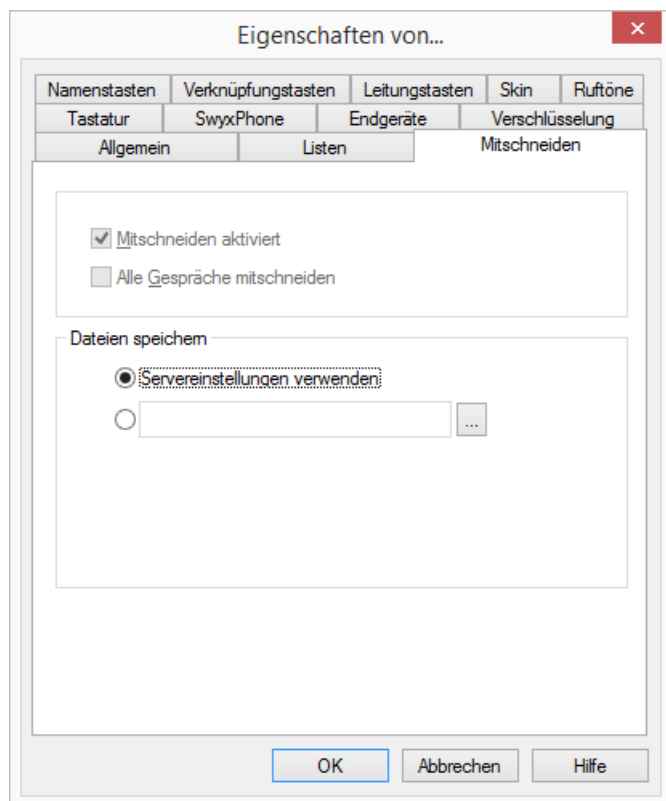 Eigenschaften von...
Namenstasten Verknüpfungstasten Leitungstasten Skin Ruftöne
Tastatur SwyxPhone Endgeräte Verschlüsselung
Allgemein Listen Mitschneiden
Mitschneiden aktiviert
Alle Gespräche mitschneiden
Dateien speichern
Servereinstellungen verwenden
...
OK Abbrechen Hilfe